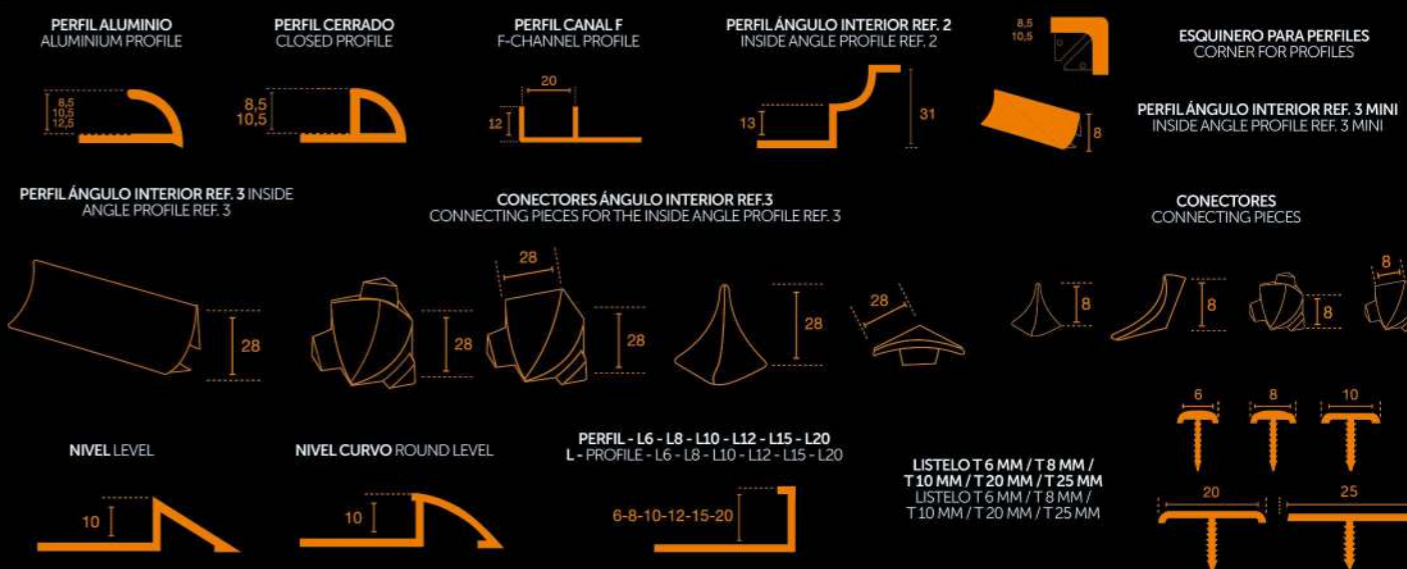 PERFIL ALUMINIO
ALUMINIUM PROFILE
8,5
10,5
12,5
PERFIL CERRADO
CLOSED PROFILE
8,5
10,5
PERFIL CANAL F
F-CHANNEL PROFILE
20
12
PERFIL ÁNGULO INTERIOR REF. 2
INSIDE ANGLE PROFILE REF. 2
13
31
8,5
10,5
ESQUINERO PARA PERFILES
CORNER FOR PROFILES
PERFIL ÁNGULO INTERIOR REF. 3 MINI
INSIDE ANGLE PROFILE REF. 3 MINI
8
PERFIL ÁNGULO INTERIOR REF. 3 INSIDE
ANGLE PROFILE REF. 3
28
CONECTORES ÁNGULO INTERIOR REF.3
CONNECTING PIECES FOR THE INSIDE ANGLE PROFILE REF. 3
28
28
28
28
28
CONECTORES
CONNECTING PIECES
8
8
8
8
NIVEL LEVEL
10
NIVEL CURVO ROUND LEVEL
10
PERFIL - L6 - L8 - L10 - L12 - L15 - L20
L - PROFILE - L6 - L8 - L10 - L12 - L15 - L20
6-8-10-12-15-20
LISTELO T 6 MM / T 8 MM /
T 10 MM / T 20 MM / T 25 MM
LISTELO T 6 MM / T 8 MM /
T 10 MM / T 20 MM / T 25 MM
6
8
10
20
25